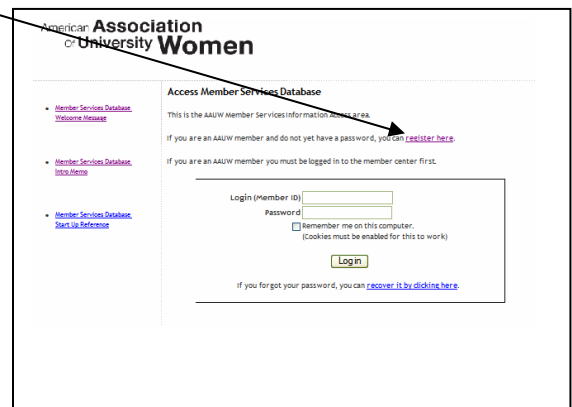 American Association
Of University Women
Access Member Services Database
Member Services Database
Welcome Message
This is the AAUW Member Services Information Access area.
If you are an AAUW member and do not yet have a password, you can register here.
Member Services Database
Intro Memo
If you are an AAUW member you must be logged in to the member center first.
Member Services Database
Start Up Reference
Login (Member ID)
Password
Remember me on this computer.
(Cookies must be enabled for this to work)
Log in
If you forgot your password, you can recover it by clicking here.